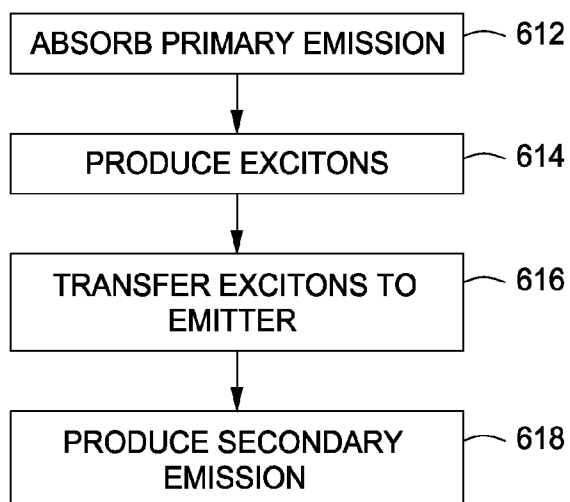 ABSORB PRIMARY EMISSION 612
PRODUCE EXCITONS 614
TRANSFER EXCITONS TO 616
EMITTER
PRODUCE SECONDARY 618
EMISSION